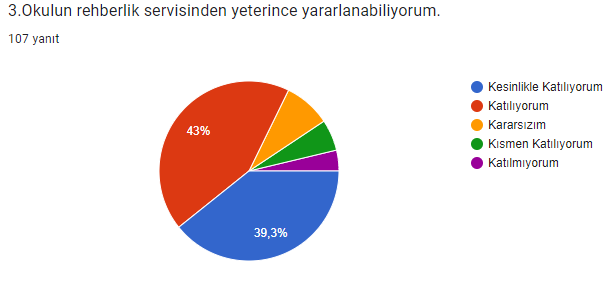 3.Okulun rehberlik servisinden yeterince yararlanabiliyorum.
107 yanıt
Kesinlikle Katılıyorum
Katılıyorum
Kararsızım
Kısmen Katılıyorum
Katılmıyorum
43%
39,3%